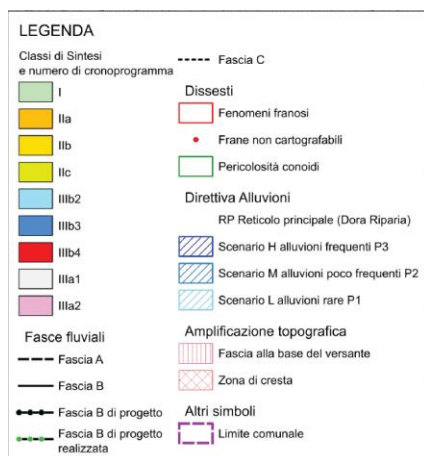 LEGENDA
Classi di Sintesi
e numero di cronoprogramma
I
IIa
IIb
IIc
IIIb2
IIIb3
IIIb4
IIIa1
IIIa2
Fasce fluviali
Fascia A
Fascia B
Fascia B di progetto
Fascia B di progetto
realizzata
Fascia C
Dissesti
Fenomeni franosi
Frane non cartografabili
Pericolosità conoidi
Direttiva Alluvioni
RP Reticolo principale (Dora Riparia)
Scenario H alluvioni frequenti P3
Scenario M alluvioni poco frequenti P2
Scenario L alluvioni rare P1
Amplificazione topografica
Fascia alla base del versante
Zona di cresta
Altri simboli
Limite comunale